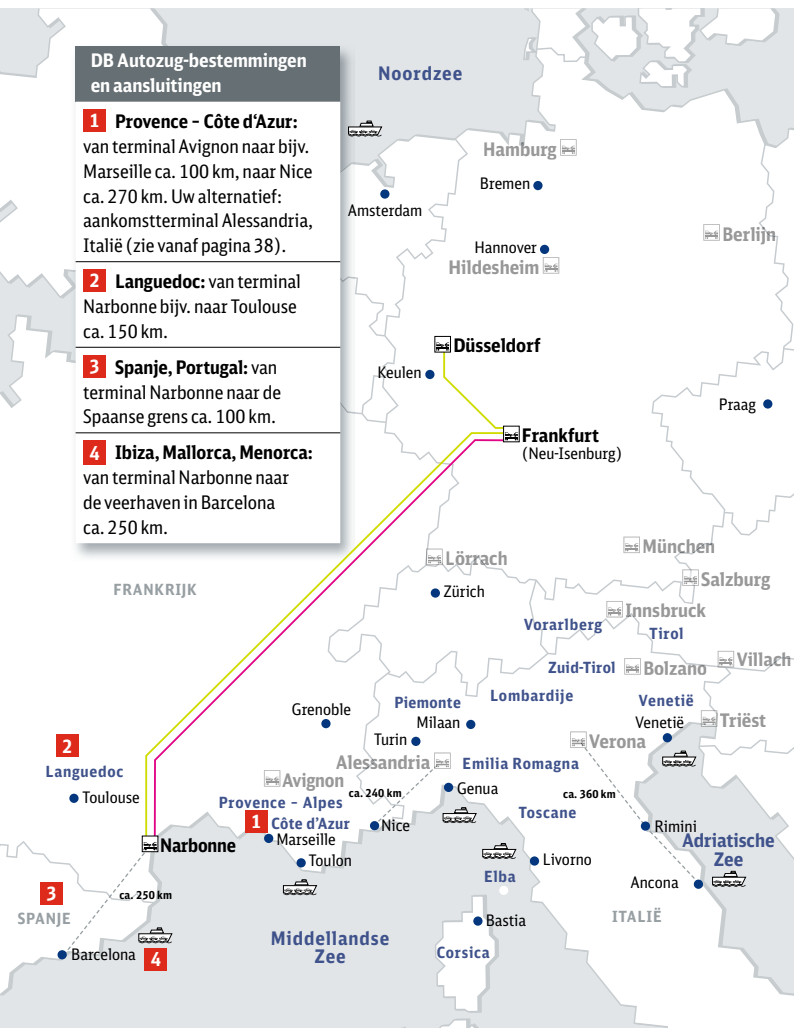 DB Autozug-bestemmingen
en aansluitingen
1 Provence – Côte d‘Azur:
van terminal Avignon naar bijv.
Marseille ca. 100 km, naar Nice
ca. 270 km. Uw alternatief:
aankomstterminal Alessandria,
Italië (zie vanaf pagina 38).
2 Languedoc: van terminal
Narbonne bijv. naar Toulouse
ca. 150 km.
3 Spanje, Portugal: van
terminal Narbonne naar de
Spaanse grens ca. 100 km.
4 Ibiza, Mallorca, Menorca:
van terminal Narbonne naar
de veerhaven in Barcelona
ca. 250 km.
Noordzee
Hamburg
Bremen
Amsterdam
Berlijn
Hannover
Hildesheim
Düsseldorf
Keulen
Praag
Frankfurt
(Neu-Isenburg)
München
Lörrach
Salzburg
FRANKRIJK
Zürich
Innsbruck
Vorarlberg
Tirol
Villach
Zuid-Tirol
Bolzano
Lombardije
Piemonte
Venetië
Grenoble
Milaan
Venetië
Triëst
Turin
Verona
2
Languedoc
Alessandria
Emilia Romagna
Avignon
Toulouse
ca. 240 km
Genua
ca. 360 km
Provence – Alpes
Côte d’Azur
Toscane
1
Nice
Rimini
Marseille
Narbonne
Adriatische
Zee
Toulon
Livorno
Elba
Ancona
3
ca. 250 km
SPANJE
ITALIË
Bastia
Middellandse
Zee
Barcelona
4
Corsica